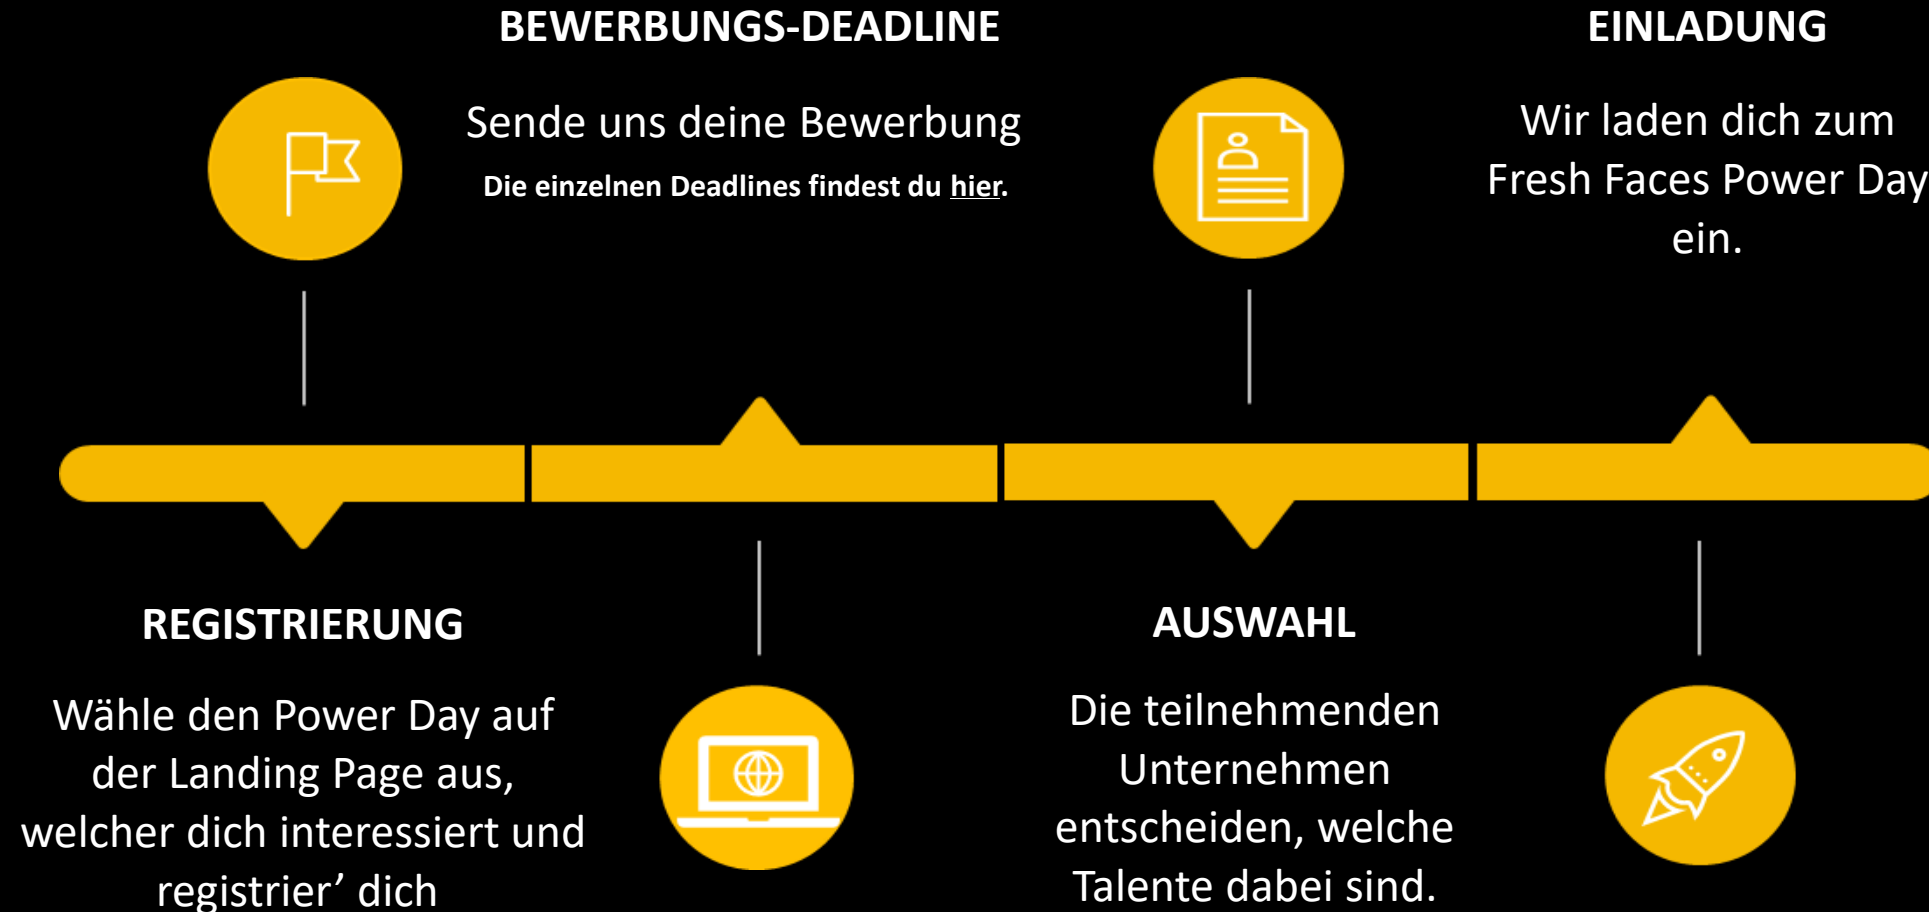 BEWERBUNGS-DEADLINE
Sende uns deine Bewerbung
Die einzelnen Deadlines findest du hier.
EINLADUNG
Wir laden dich zum
Fresh Faces Power Day
ein.
REGISTRIERUNG
Wähle den Power Day auf
der Landing Page aus,
welcher dich interessiert und
registrier’ dich
AUSWAHL
Die teilnehmenden
Unternehmen
entscheiden, welche
Talente dabei sind.